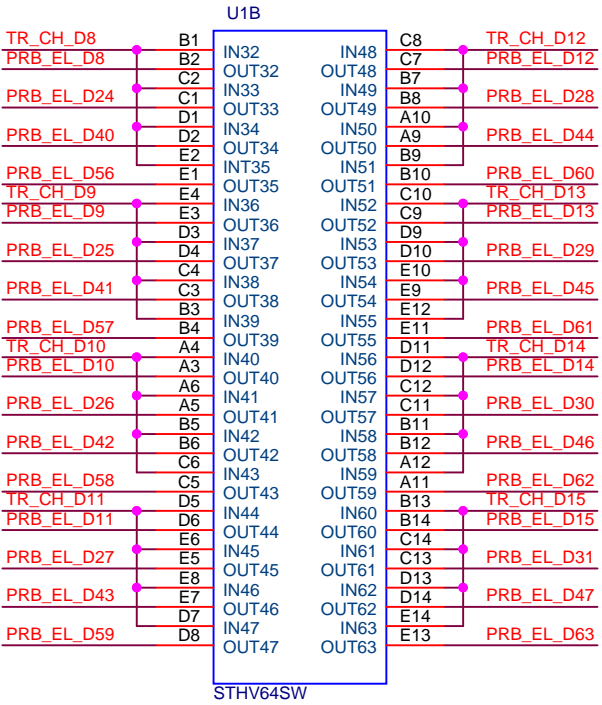 U1B
TR_CH_D8 B1 IN32 IN48 C8 TR_CH_D12
PRB_EL_D8 B2 OUT32 OUT48 C7 PRB_EL_D12
C2 IN33 IN49 B7
PRB_EL_D24 C1 OUT33 OUT49 B8 PRB_EL_D28
D1 IN34 IN50 A10
PRB_EL_D40 D2 OUT34 OUT50 A9 PRB_EL_D44
E2 INT35 IN51 B9
PRB_EL_D56 E1 OUT35 OUT51 B10 PRB_EL_D60
TR_CH_D9 E4 IN36 IN52 C10 TR_CH_D13
PRB_EL_D9 E3 OUT36 OUT52 C9 PRB_EL_D13
D3 IN37 IN53 D9
PRB_EL_D25 D4 OUT37 OUT53 D10 PRB_EL_D29
C4 IN38 IN54 E10
PRB_EL_D41 C3 OUT38 OUT54 E9 PRB_EL_D45
B3 IN39 IN55 E12
PRB_EL_D57 B4 OUT39 OUT55 E11 PRB_EL_D61
TR_CH_D10 A4 IN40 IN56 D11 TR_CH_D14
PRB_EL_D10 A3 OUT40 OUT56 D12 PRB_EL_D14
A6 IN41 IN57 C12
PRB_EL_D26 A5 OUT41 OUT57 C11 PRB_EL_D30
B5 IN42 IN58 B11
PRB_EL_D42 B6 OUT42 OUT58 B12 PRB_EL_D46
C6 IN43 IN59 A12
PRB_EL_D58 C5 OUT43 OUT59 A11 PRB_EL_D62
TR_CH_D11 D5 IN44 IN60 B13 TR_CH_D15
PRB_EL_D11 D6 OUT44 OUT60 B14 PRB_EL_D15
E6 IN45 IN61 C14
PRB_EL_D27 E5 OUT45 OUT61 C13 PRB_EL_D31
E8 IN46 IN62 D13
PRB_EL_D43 E7 OUT46 OUT62 D14 PRB_EL_D47
D7 IN47 IN63 E14
PRB_EL_D59 D8 OUT47 OUT63 E13 PRB_EL_D63
STHV64SW